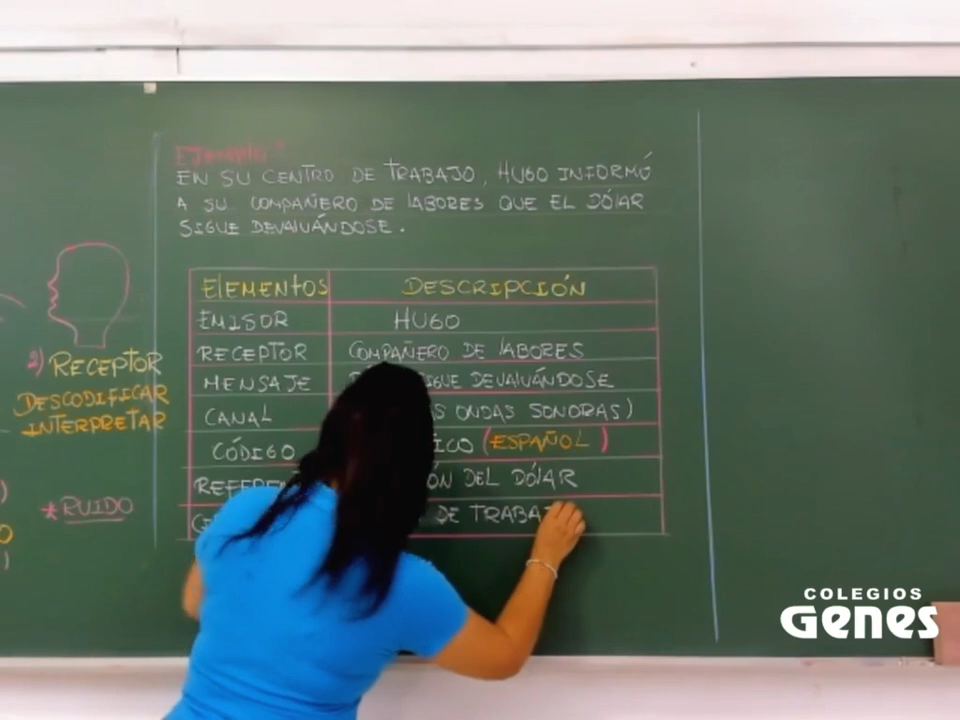 Ejemplo:
EN SU CENTRO DE TRABAJO, HUGO INFORMÓ
A SU COMPAÑERO DE LABORES QUE EL DÓLAR
SIGUE DEVALUÁNDOSE.
ELEMENTOS DESCRIPCIÓN
EMISOR HUGO
RECEPTOR COMPAÑERO DE LABORES
MENSAJE SIGUE DEVALUÁNDOSE
CANAL ONDAS SONORAS)
CÓDIGO (ESPAÑOL)
DEL DÓLAR
DE TRABA
2) RECEPTOR
DESCODIFICAR
INTERPRETAR
*RUIDO
COLEGIOS
GENES